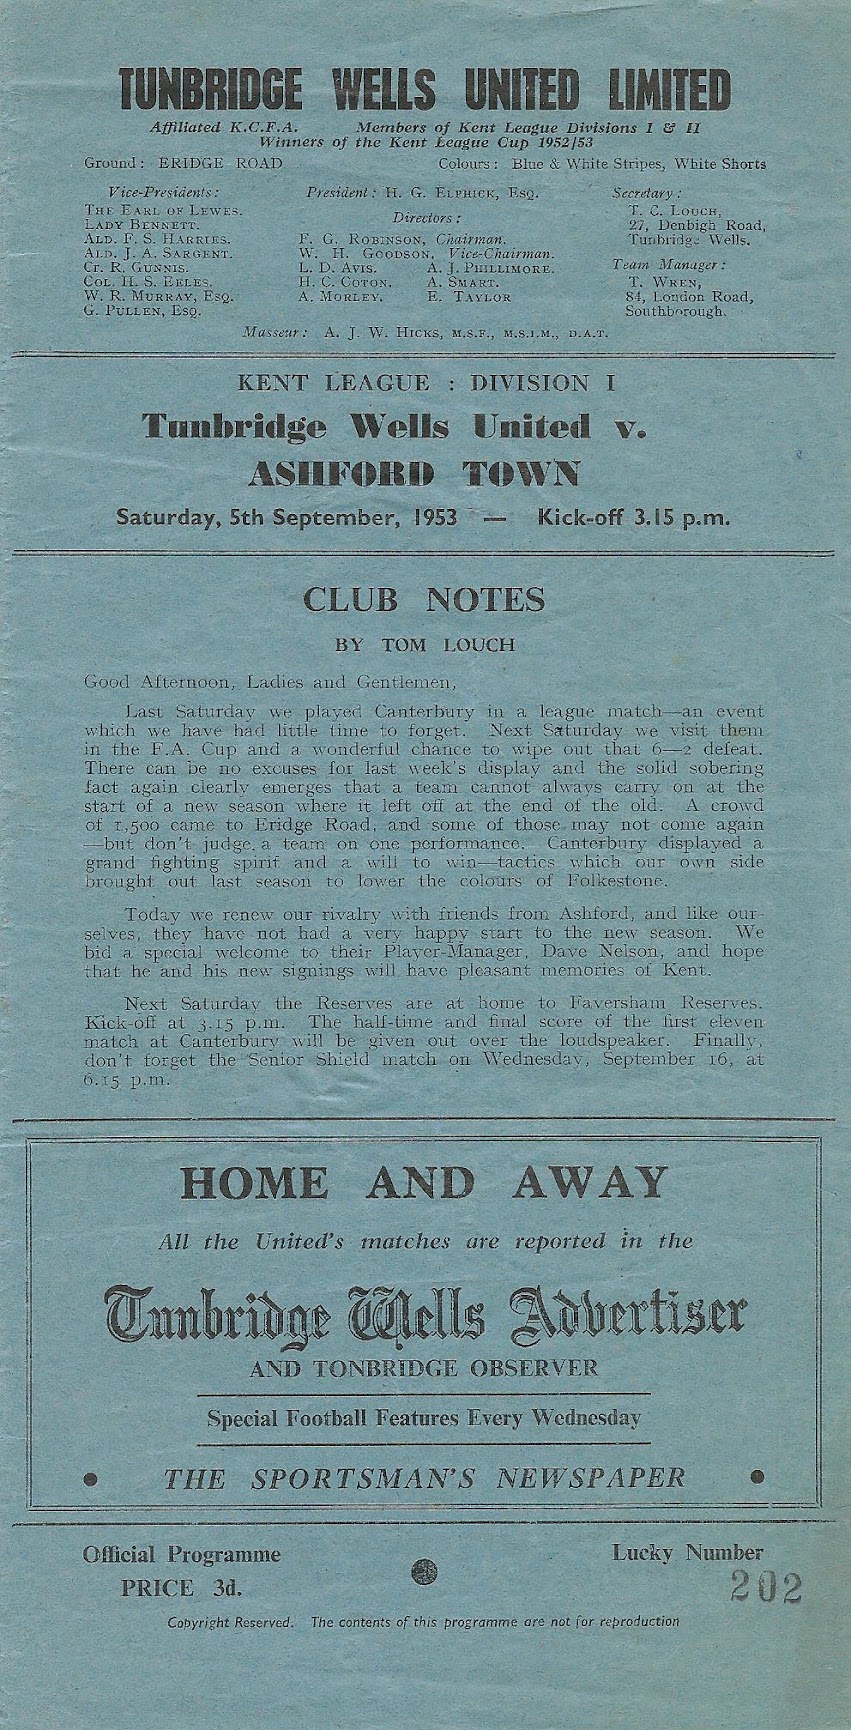 TUNBRIDGE WELLS UNITED LIMITED
Affiliated K.C.F.A. Members of Kent League Divisions I & II
Winners of the Kent League Cup 1952/53
Ground : ERIDGE ROAD Colours : Blue & White Stripes, White Shorts
Vice-Presidents :
THE EARL OF LEWES.
LADY BENNETT.
ALD. F. S. HARRIES.
ALD. J. A. SARGENT.
CR. R. GUNNIS.
COL. H. S. EELES.
W. R. MURRAY, ESQ.
G. PULLEN, ESQ.
President : H. G. ELPHICK, ESQ.
Directors :
F. G. ROBINSON, Chairman.
W. H. GOODSON, Vice-Chairman.
L. D. AVIS. A. J. PHILLIMORE.
H. C. COTON. A. SMART.
A. MORLEY. E. TAYLOR
Secretary :
T. C. LOUCH,
27, Denbigh Road,
Tunbridge Wells.
Team Manager :
T. WREN,
84, London Road,
Southborough.
Masseur : A. J. W. HICKS, M.S.F., M.S.I.M., D.A.T.
KENT LEAGUE : DIVISION I
Tunbridge Wells United v.
ASHFORD TOWN
Saturday, 5th September, 1953 — Kick-off 3.15 p.m.
CLUB NOTES
BY TOM LOUCH
Good Afternoon, Ladies and Gentlemen,
Last Saturday we played Canterbury in a league match—an event
which we have had little time to forget. Next Saturday we visit them
in the F.A. Cup and a wonderful chance to wipe out that 6—2 defeat.
There can be no excuses for last week's display and the solid sobering
fact again clearly emerges that a team cannot always carry on at the
start of a new season where it left off at the end of the old. A crowd
of 1,500 came to Eridge Road, and some of those may not come again
—but don't judge a team on one performance. Canterbury displayed a
grand fighting spirit and a will to win—tactics which our own side
brought out last season to lower the colours of Folkestone.
Today we renew our rivalry with friends from Ashford, and like our-
selves, they have not had a very happy start to the new season. We
bid a special welcome to their Player-Manager, Dave Nelson, and hope
that he and his new signings will have pleasant memories of Kent.
Next Saturday the Reserves are at home to Faversham Reserves.
Kick-off at 3.15 p.m. The half-time and final score of the first eleven
match at Canterbury will be given out over the loudspeaker. Finally,
don't forget the Senior Shield match on Wednesday, September 16, at
6.15 p.m.
HOME AND AWAY
All the United's matches are reported in the
Tunbridge Wells Advertiser
AND TONBRIDGE OBSERVER
Special Football Features Every Wednesday
• THE SPORTSMAN'S NEWSPAPER •
Official Programme
PRICE 3d.
Lucky Number
202
Copyright Reserved. The contents of this programme are not for reproduction